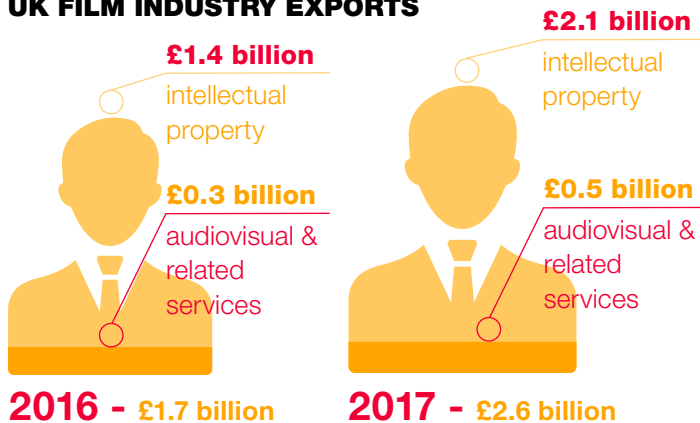 UK FILM INDUSTRY EXPORTS
£1.4 billion
intellectual
property
£0.3 billion
audiovisual &
related
services
2016 - £1.7 billion
£2.1 billion
intellectual
property
£0.5 billion
audiovisual &
related
services
2017 - £2.6 billion